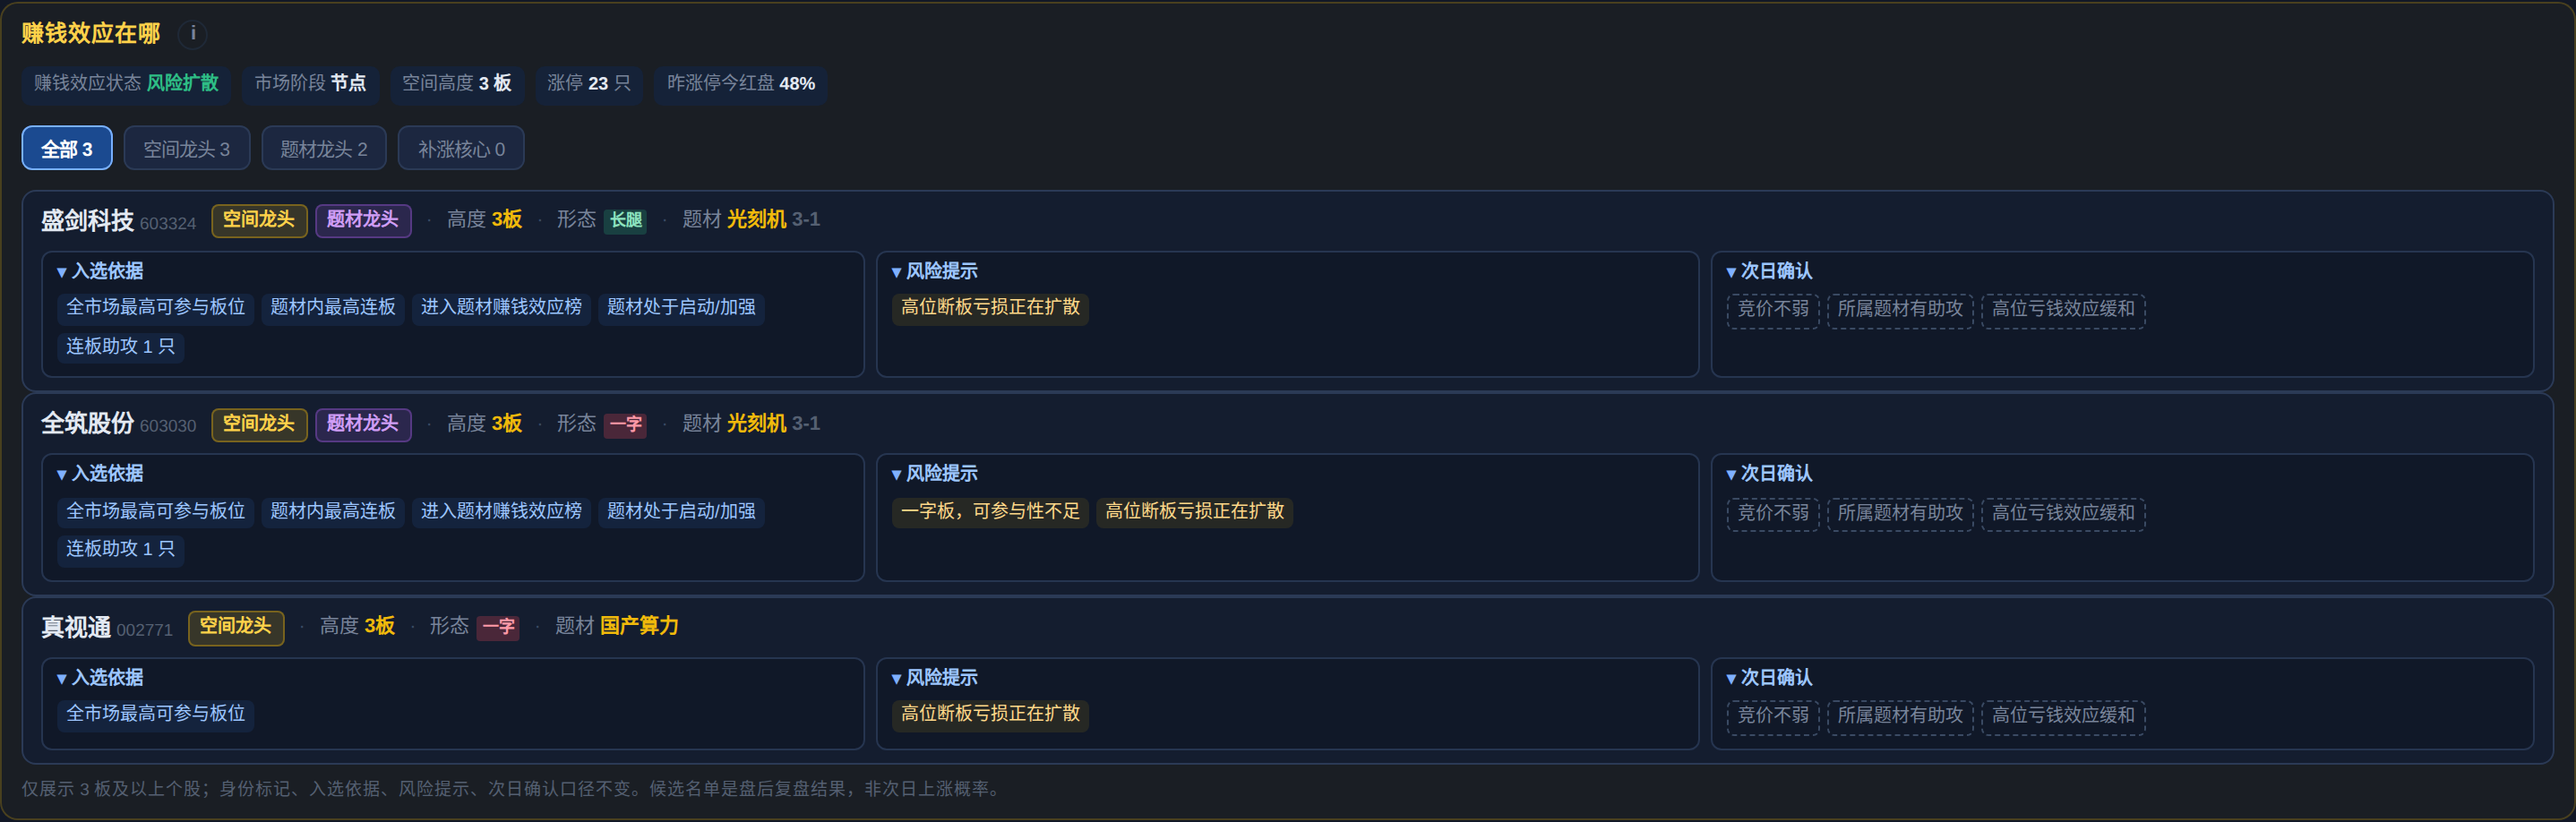 赚钱效应在哪 i
赚钱效应状态 风险扩散 市场阶段 节点 空间高度 3 板 涨停 23 只 昨涨停今红盘 48%
全部 3 空间龙头 3 题材龙头 2 补涨核心 0
盛剑科技 603324 空间龙头 题材龙头 · 高度 3板 · 形态 长腿 · 题材 光刻机 3-1
▾ 入选依据 ▾ 风险提示 ▾ 次日确认
全市场最高可参与板位 题材内最高连板 进入题材赚钱效应榜 题材处于启动/加强 高位断板亏损正在扩散 竞价不弱 所属题材有助攻 高位亏钱效应缓和
连板助攻 1 只
全筑股份 603030 空间龙头 题材龙头 · 高度 3板 · 形态 一字 · 题材 光刻机 3-1
▾ 入选依据 ▾ 风险提示 ▾ 次日确认
全市场最高可参与板位 题材内最高连板 进入题材赚钱效应榜 题材处于启动/加强 一字板，可参与性不足 高位断板亏损正在扩散 竞价不弱 所属题材有助攻 高位亏钱效应缓和
连板助攻 1 只
真视通 002771 空间龙头 · 高度 3板 · 形态 一字 · 题材 国产算力
▾ 入选依据 ▾ 风险提示 ▾ 次日确认
全市场最高可参与板位 高位断板亏损正在扩散 竞价不弱 所属题材有助攻 高位亏钱效应缓和
仅展示 3 板及以上个股；身份标记、入选依据、风险提示、次日确认口径不变。候选名单是盘后复盘结果，非次日上涨概率。